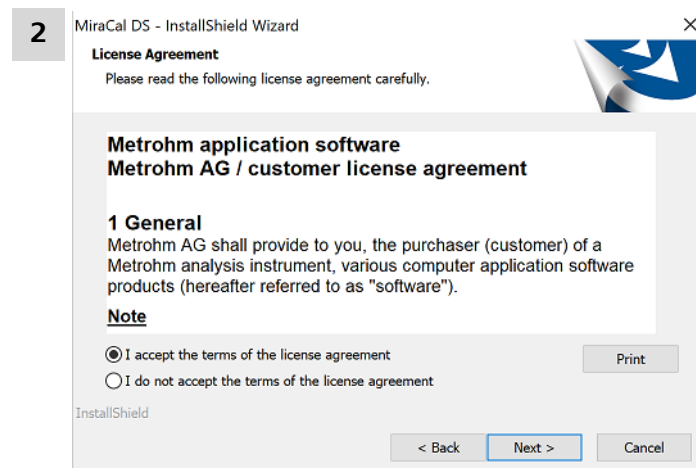 2
MiraCal DS - InstallShield Wizard
License Agreement
Please read the following license agreement carefully.
Metrohm application software
Metrohm AG / customer license agreement
1 General
Metrohm AG shall provide to you, the purchaser (customer) of a
Metrohm analysis instrument, various computer application software
products (hereafter referred to as "software").
Note
I accept the terms of the license agreement
Print
I do not accept the terms of the license agreement
InstallShield
< Back
Next >
Cancel